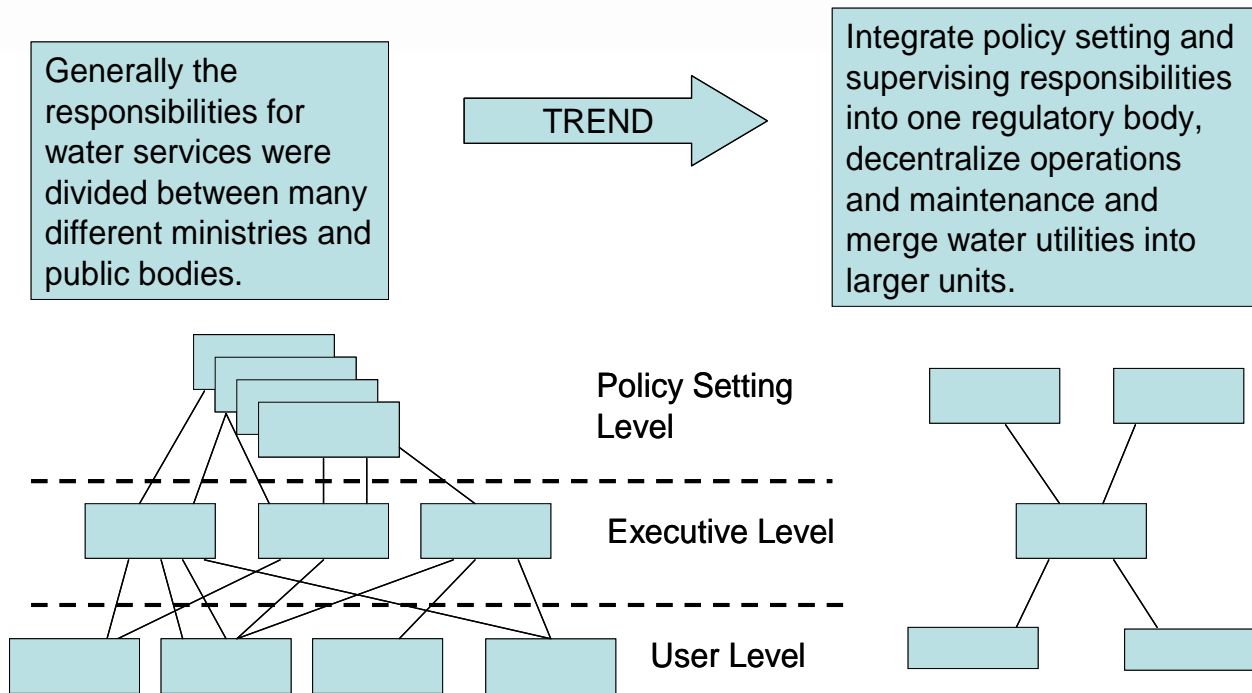 Generally the
responsibilities for
water services were
divided between many
different ministries and
public bodies.
TREND
Integrate policy setting and
supervising responsibilities
into one regulatory body,
decentralize operations
and maintenance and
merge water utilities into
larger units.
Policy Setting
Level
Executive Level
User Level